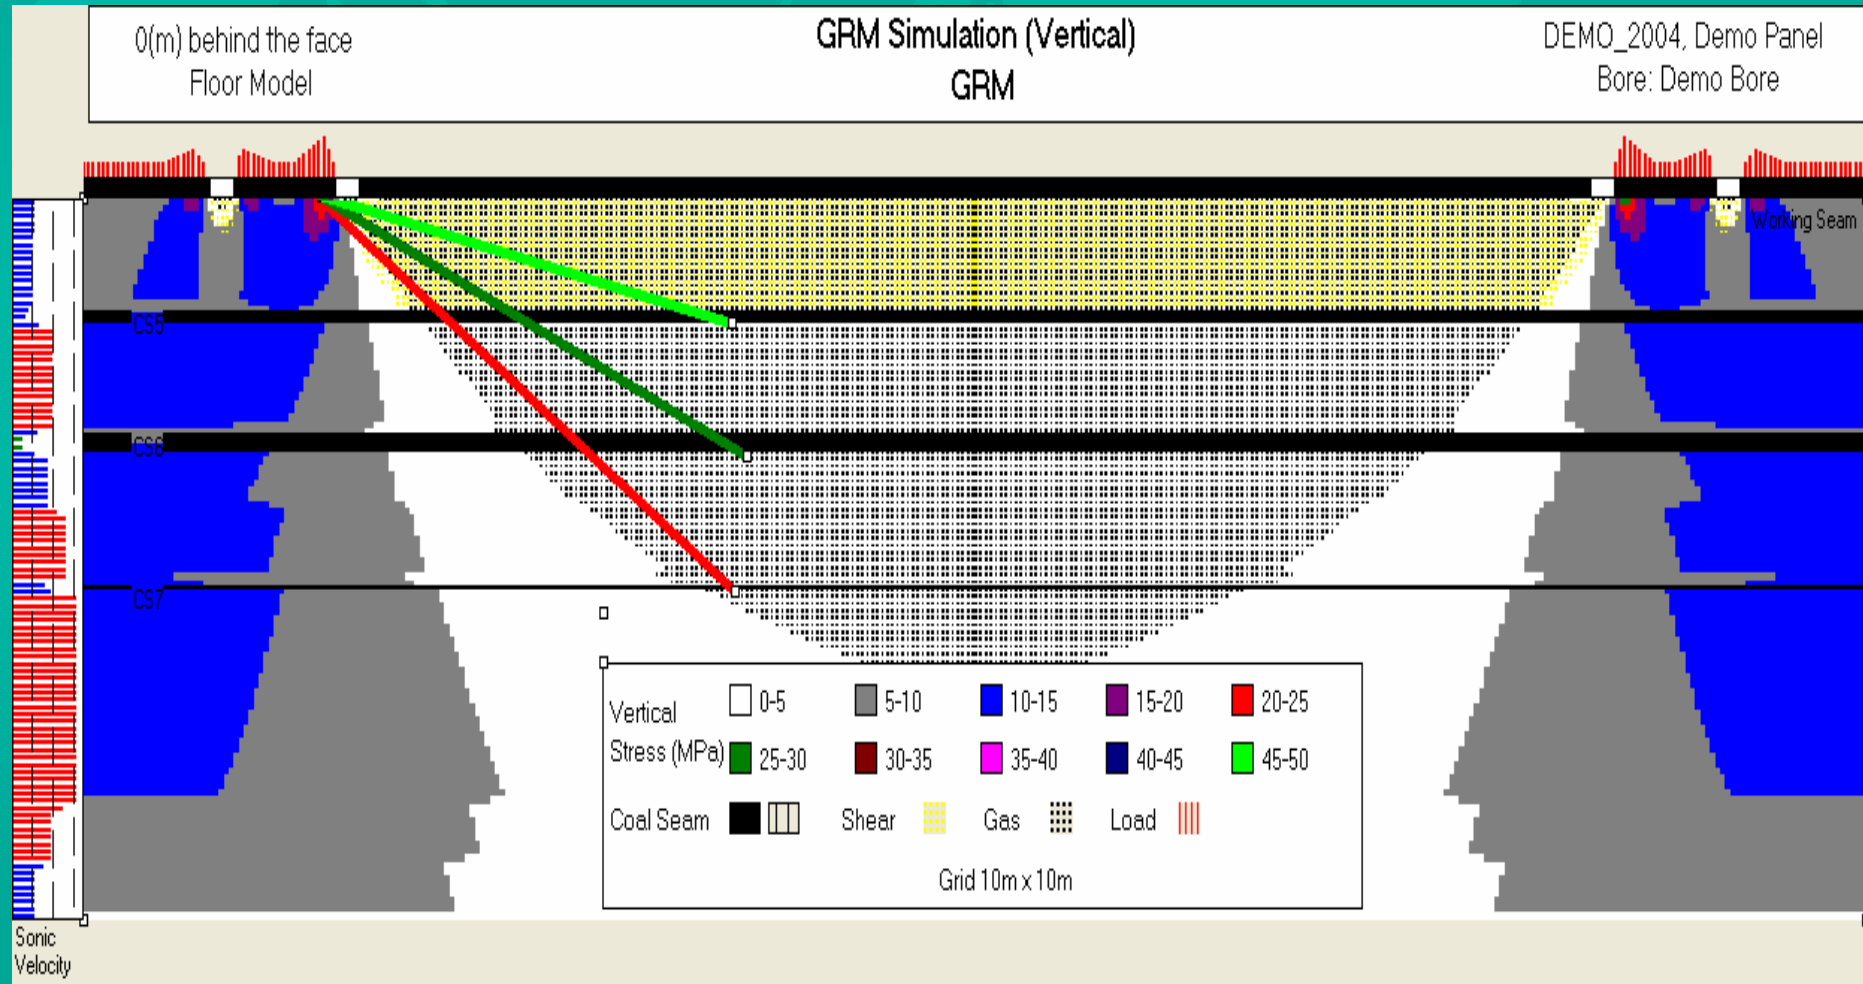 0(m) behind the face
Floor Model
GRM Simulation (Vertical)
GRM
DEMO_2004, Demo Panel
Bore: Demo Bore
Working Seam
CS5
CS6
CS7
Vertical
Stress (MPa)
0-5
5-10
10-15
15-20
20-25
25-30
30-35
35-40
40-45
45-50
Coal Seam
Shear
Gas
Load
Grid 10m x 10m
Sonic
Velocity